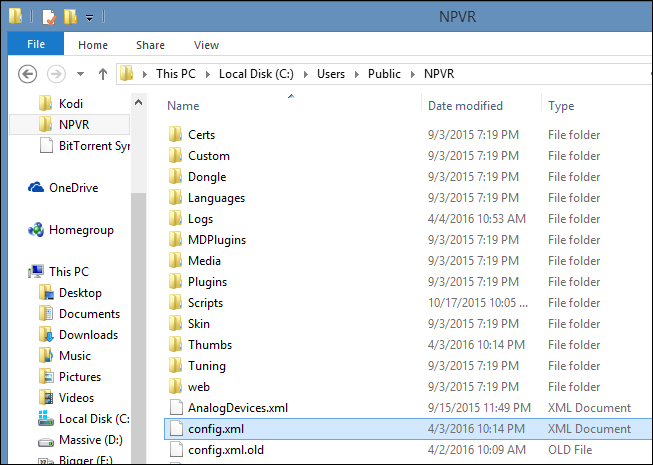 NPVR
File Home Share View
This PC Local Disk (C:) Users Public NPVR
Kodi
NPVR
BitTorrent Syn
OneDrive
Homegroup
This PC
Desktop
Documents
Downloads
Music
Pictures
Videos
Local Disk (C:
Massive (D:)
Bigger (E:)
Name Date modified Type
Certs 9/3/2015 7:19 PM File folder
Custom 9/3/2015 7:19 PM File folder
Dongle 9/3/2015 7:19 PM File folder
Languages 9/3/2015 7:19 PM File folder
Logs 4/4/2016 10:53 AM File folder
MDPlugins 9/3/2015 7:19 PM File folder
Media 9/3/2015 7:19 PM File folder
Plugins 9/3/2015 7:19 PM File folder
Scripts 10/17/2015 10:05 ... File folder
Skin 9/3/2015 7:19 PM File folder
Thumbs 4/3/2016 10:14 PM File folder
Tuning 9/3/2015 7:19 PM File folder
web 9/3/2015 7:19 PM File folder
AnalogDevices.xml 9/15/2015 11:49 PM XML Document
config.xml 4/3/2016 10:14 PM XML Document
config.xml.old 4/2/2016 10:09 AM OLD File